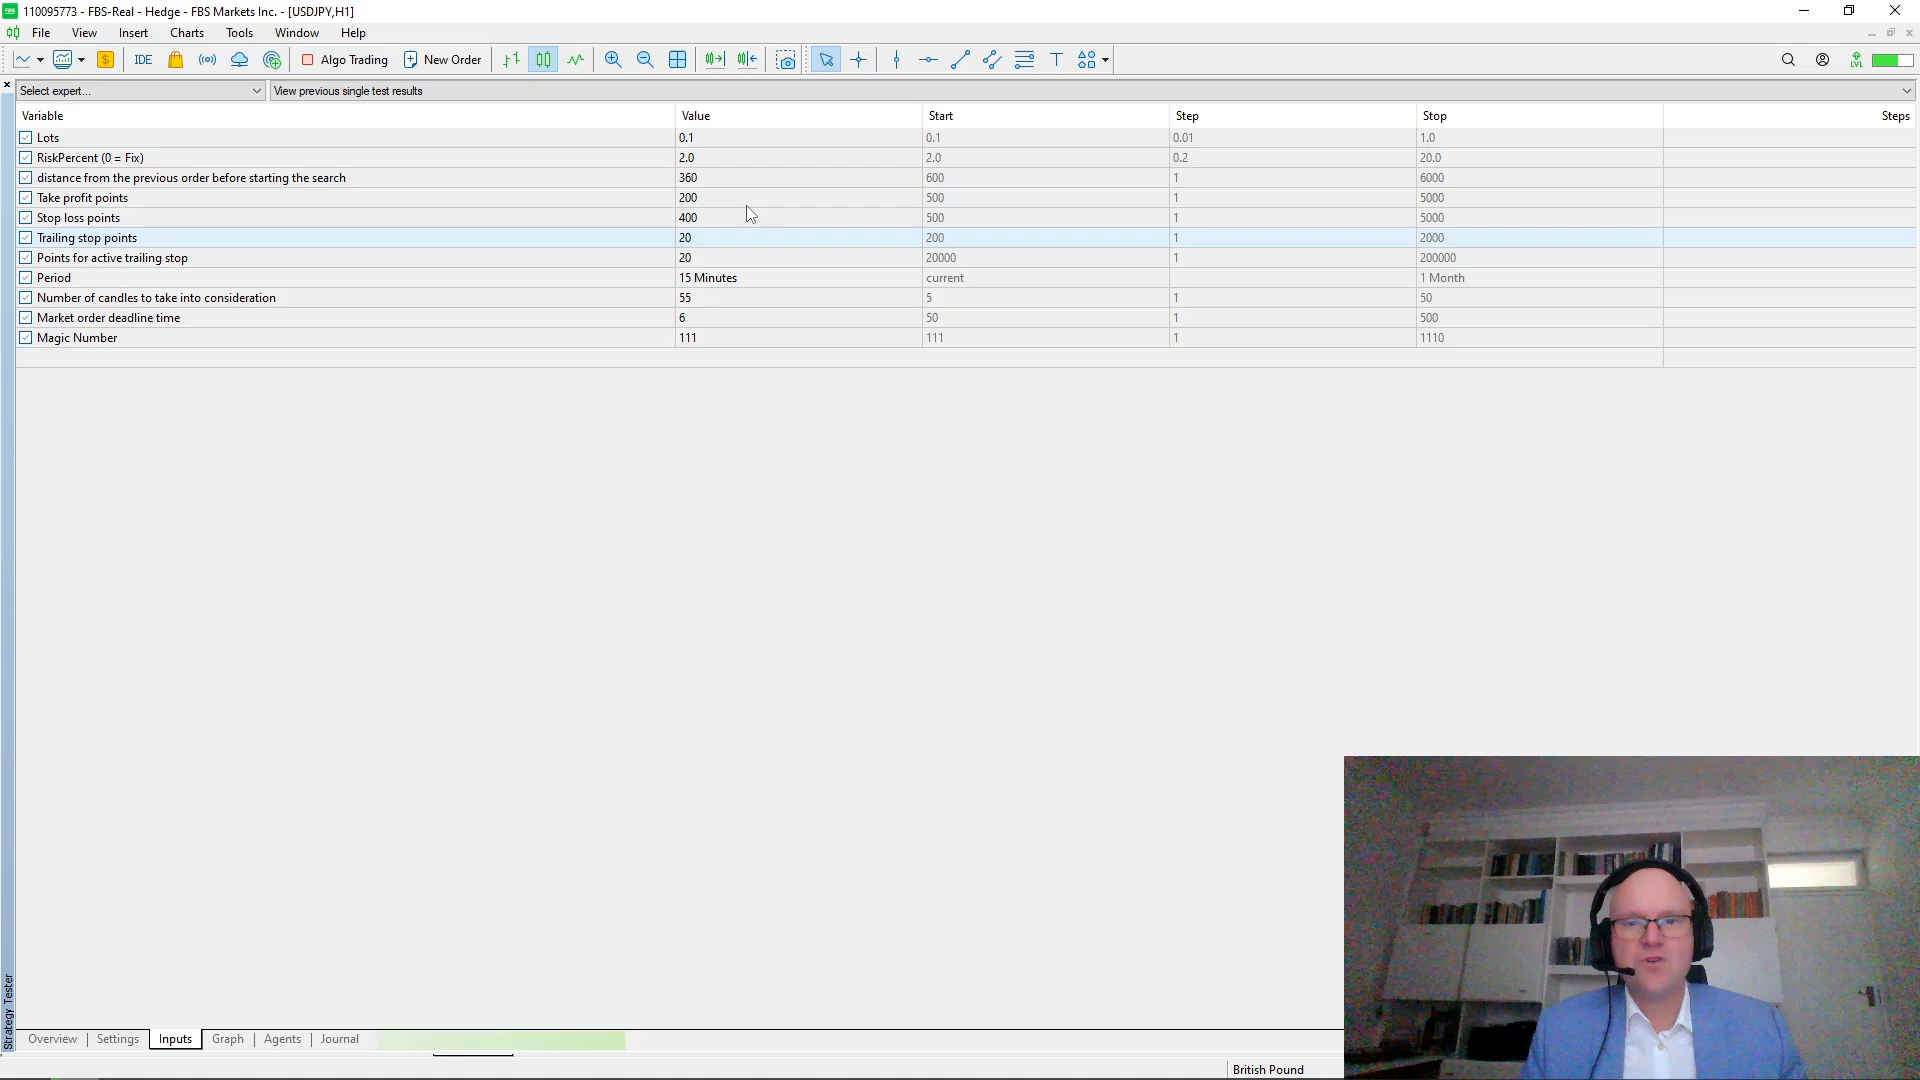 FBS 110095773 - FBS-Real - Hedge - FBS Markets Inc. - [USDJPY,H1]
File View Insert Charts Tools Window Help
$ IDE Algo Trading New Order T LVL
Select expert... View previous single test results
Variable Value Start Step Stop Steps
Lots 0.1 0.1 0.01 1.0
RiskPercent (0 = Fix) 2.0 2.0 0.2 20.0
distance from the previous order before starting the search 360 600 1 6000
Take profit points 200 500 1 5000
Stop loss points 400 500 1 5000
Trailing stop points 20 200 1 2000
Points for active trailing stop 20 20000 1 200000
Period 15 Minutes current 1 Month
Number of candles to take into consideration 55 5 1 50
Market order deadline time 6 50 1 500
Magic Number 111 111 1 1110
Strategy Tester
Overview Settings Inputs Graph Agents Journal
British Pound